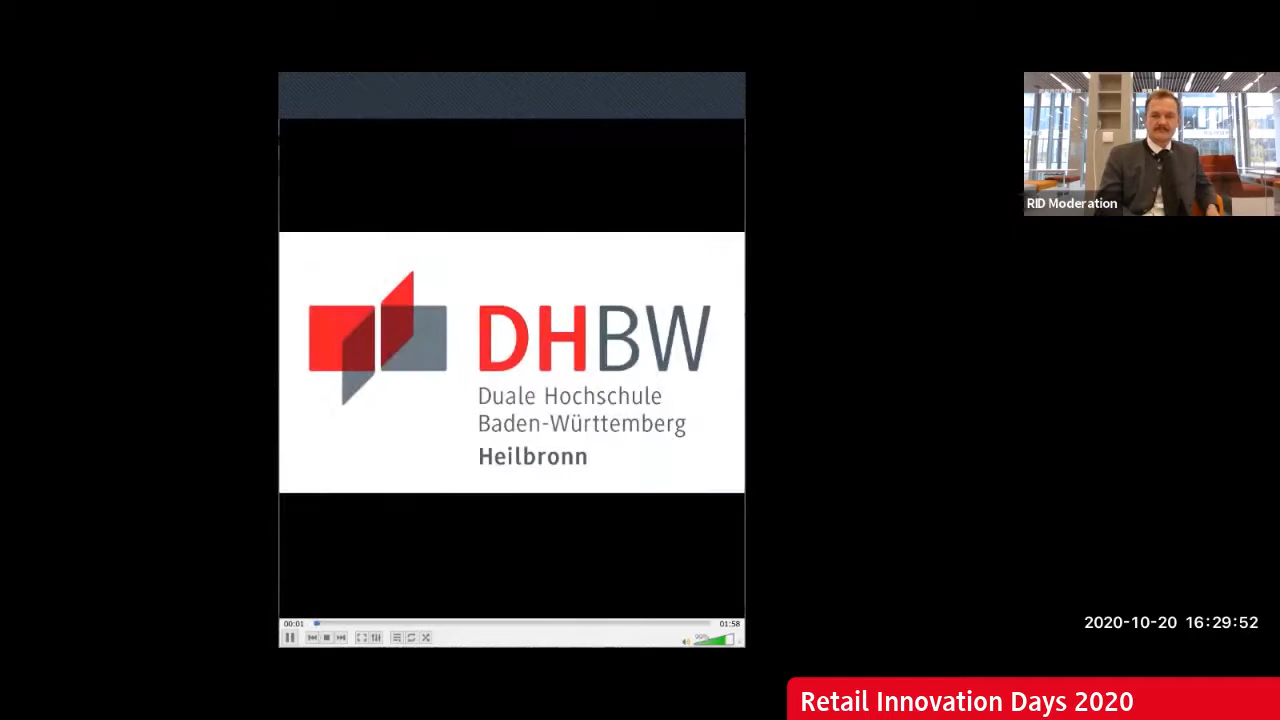 DHBW
Duale Hochschule
Baden-Württemberg
Heilbronn
RID Moderation
00:01
01:58
99%
2020-10-20 16:29:52
Retail Innovation Days 2020